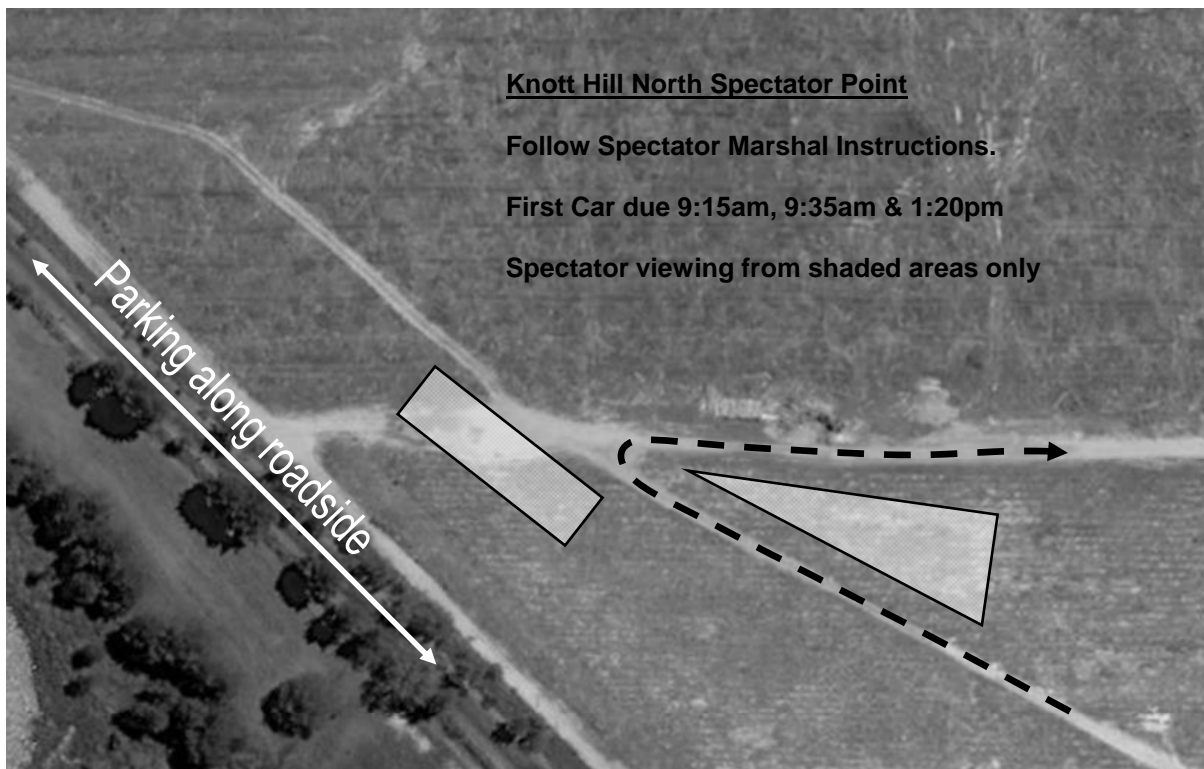 Knott Hill North Spectator Point
Follow Spectator Marshal Instructions.
First Car due 9:15am, 9:35am & 1:20pm
Spectator viewing from shaded areas only
Parking along roadside